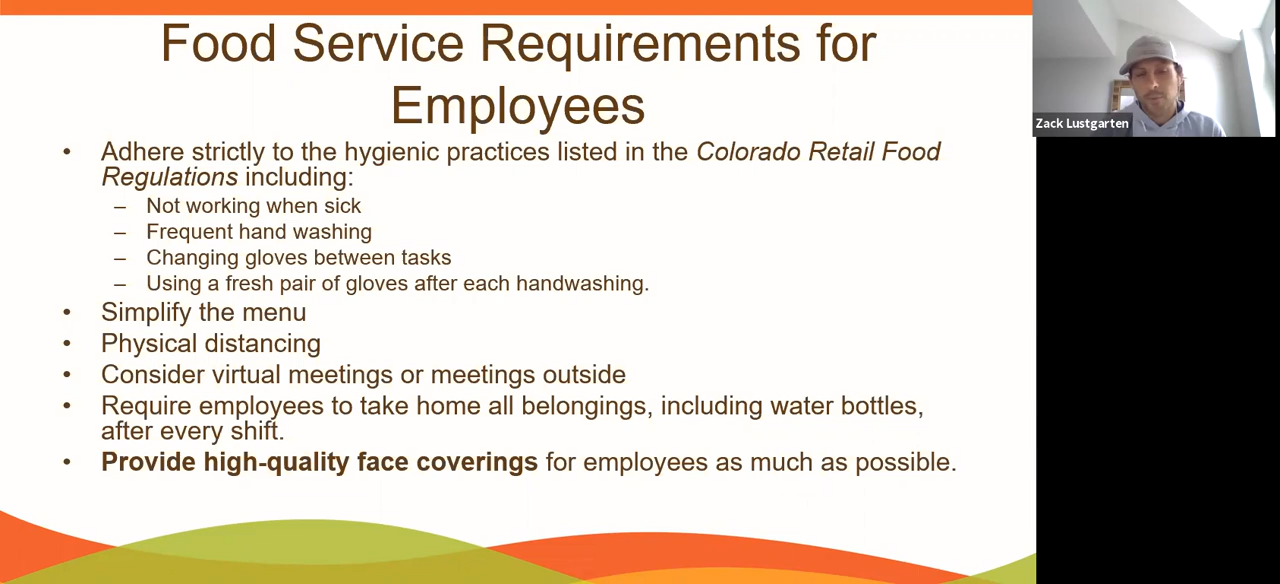 Food Service Requirements for
Employees
• Adhere strictly to the hygienic practices listed in the Colorado Retail Food
Regulations including:
– Not working when sick
– Frequent hand washing
– Changing gloves between tasks
– Using a fresh pair of gloves after each handwashing.
• Simplify the menu
• Physical distancing
• Consider virtual meetings or meetings outside
• Require employees to take home all belongings, including water bottles,
after every shift.
• Provide high-quality face coverings for employees as much as possible.
Zack Lustgarten